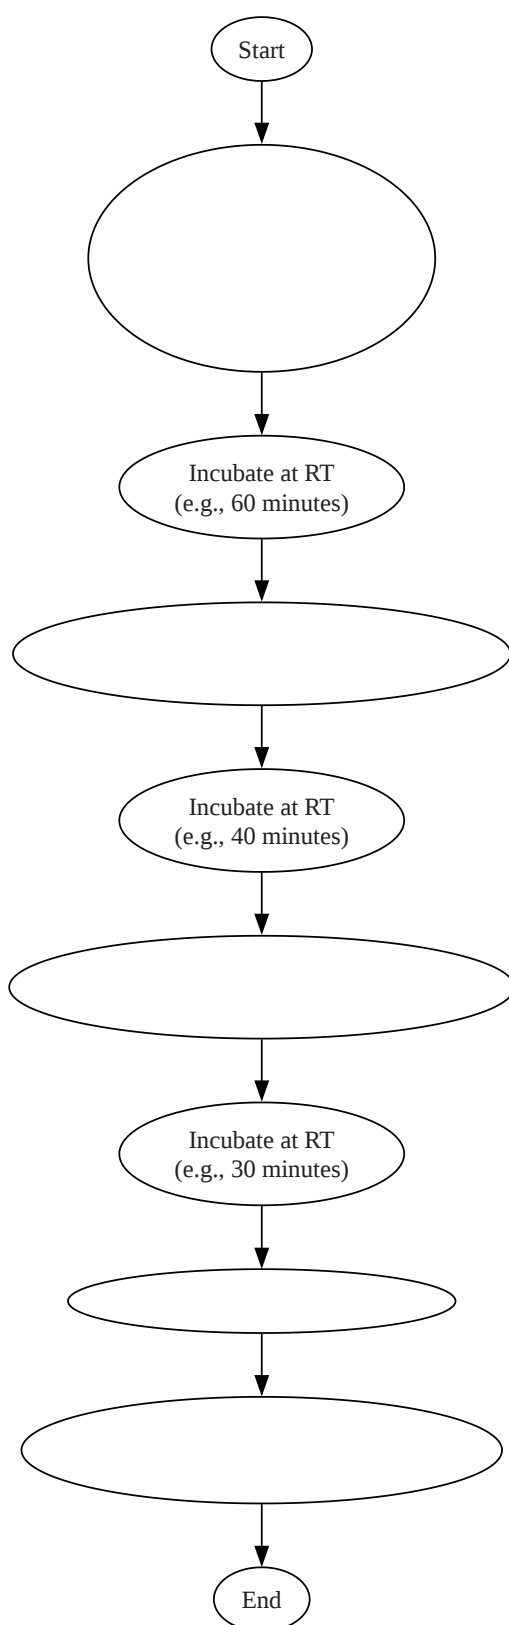 Start
Incubate at RT
(e.g., 60 minutes)
Incubate at RT
(e.g., 40 minutes)
Incubate at RT
(e.g., 30 minutes)
End